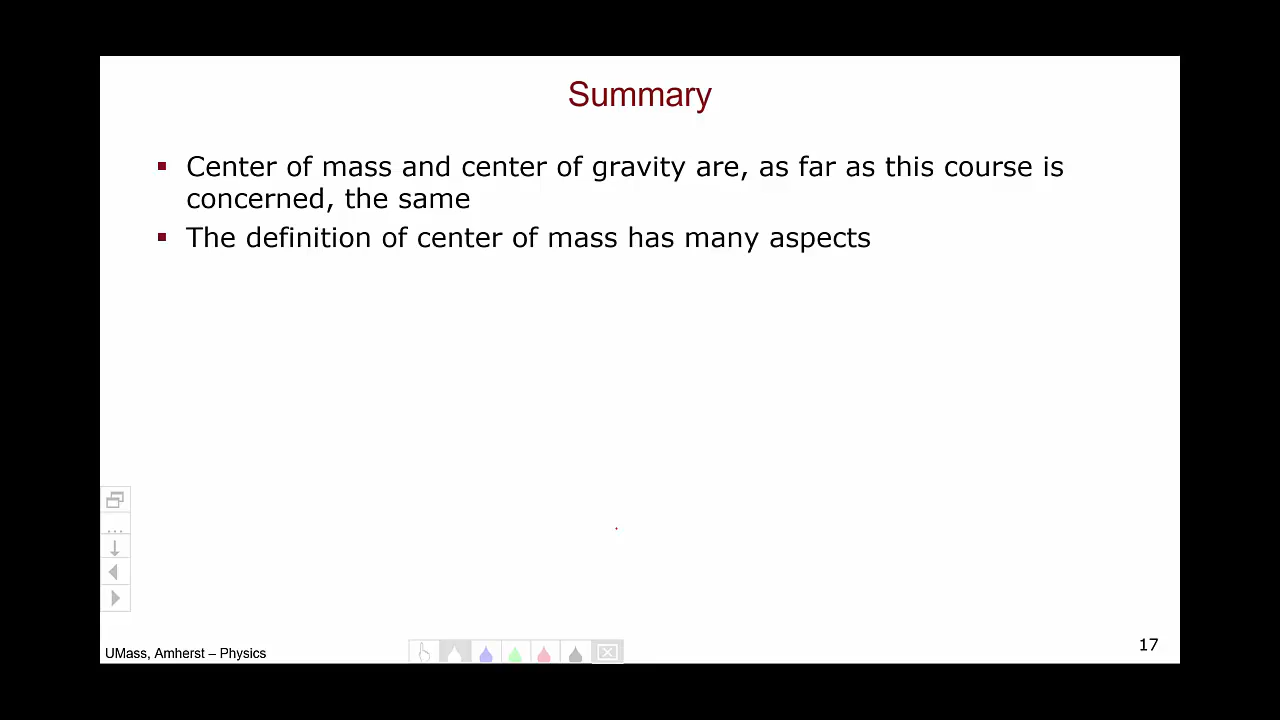 Summary
Center of mass and center of gravity are, as far as this course is
concerned, the same
The definition of center of mass has many aspects
...
UMass, Amherst – Physics
17